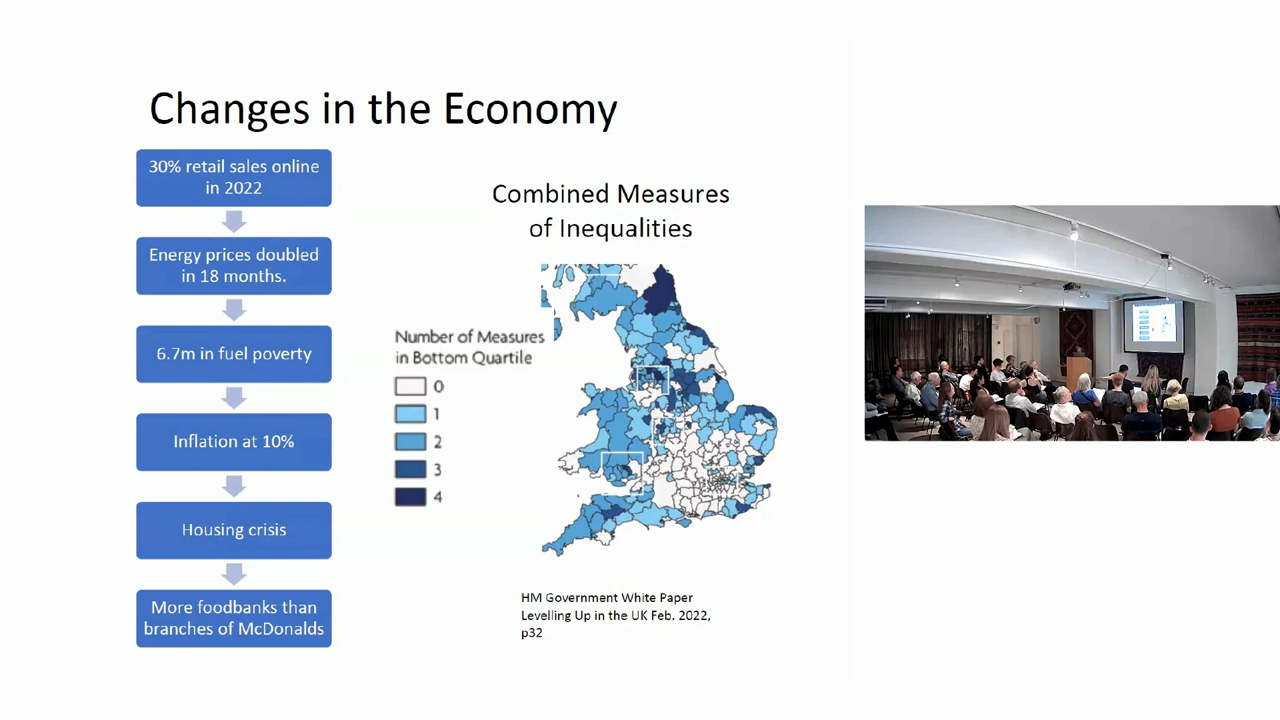 Changes in the Economy
30% retail sales online
in 2022
Energy prices doubled
in 18 months.
6.7m in fuel poverty
Inflation at 10%
Housing crisis
More foodbanks than
branches of McDonalds
Combined Measures
of Inequalities
Number of Measures
in Bottom Quartile
0
1
2
3
4
HM Government White Paper
Levelling Up in the UK Feb. 2022,
p32